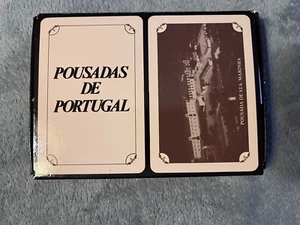 POUSADAS
DE
PORTUGAL
POUSADA DE STA. MARINHA